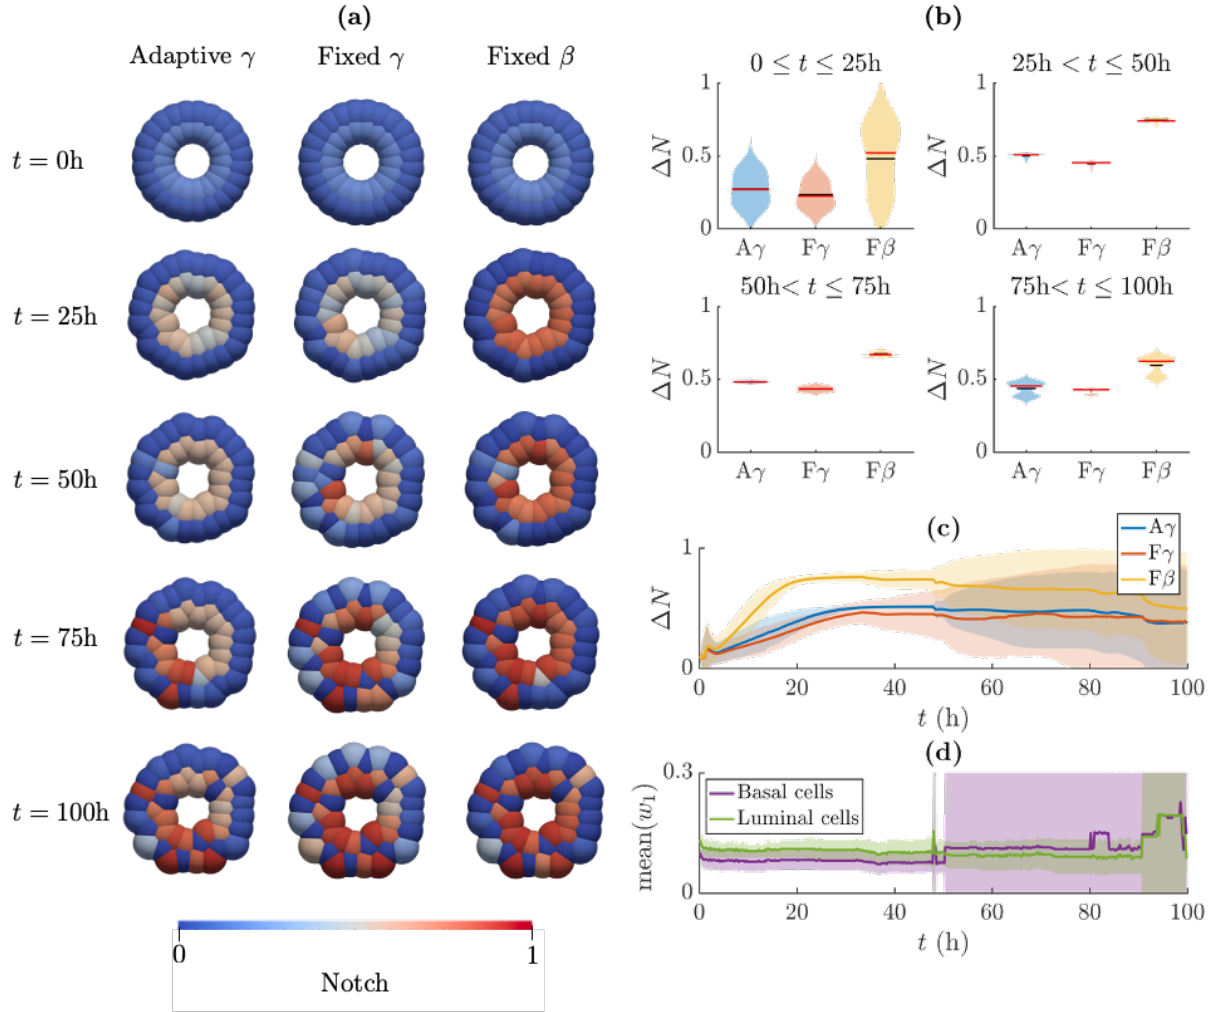 (a)
Adaptive γ Fixed γ Fixed β
t = 0h
t = 25h
t = 50h
t = 75h
t = 100h
0 1
Notch
(b)
0 ≤ t ≤ 25h
1
0.5
0
ΔN
Aγ Fγ Fβ
25h < t ≤ 50h
1
0.5
0
ΔN
Aγ Fγ Fβ
50h< t ≤ 75h
1
0.5
0
ΔN
Aγ Fγ Fβ
75h< t ≤ 100h
1
0.5
0
ΔN
Aγ Fγ Fβ
(c)
Aγ
Fγ
Fβ
1
0
ΔN
0 20 40 60 80 100
t (h)
(d)
0.3
0
mean(w₁)
Basal cells
Luminal cells
0 20 40 60 80 100
t (h)